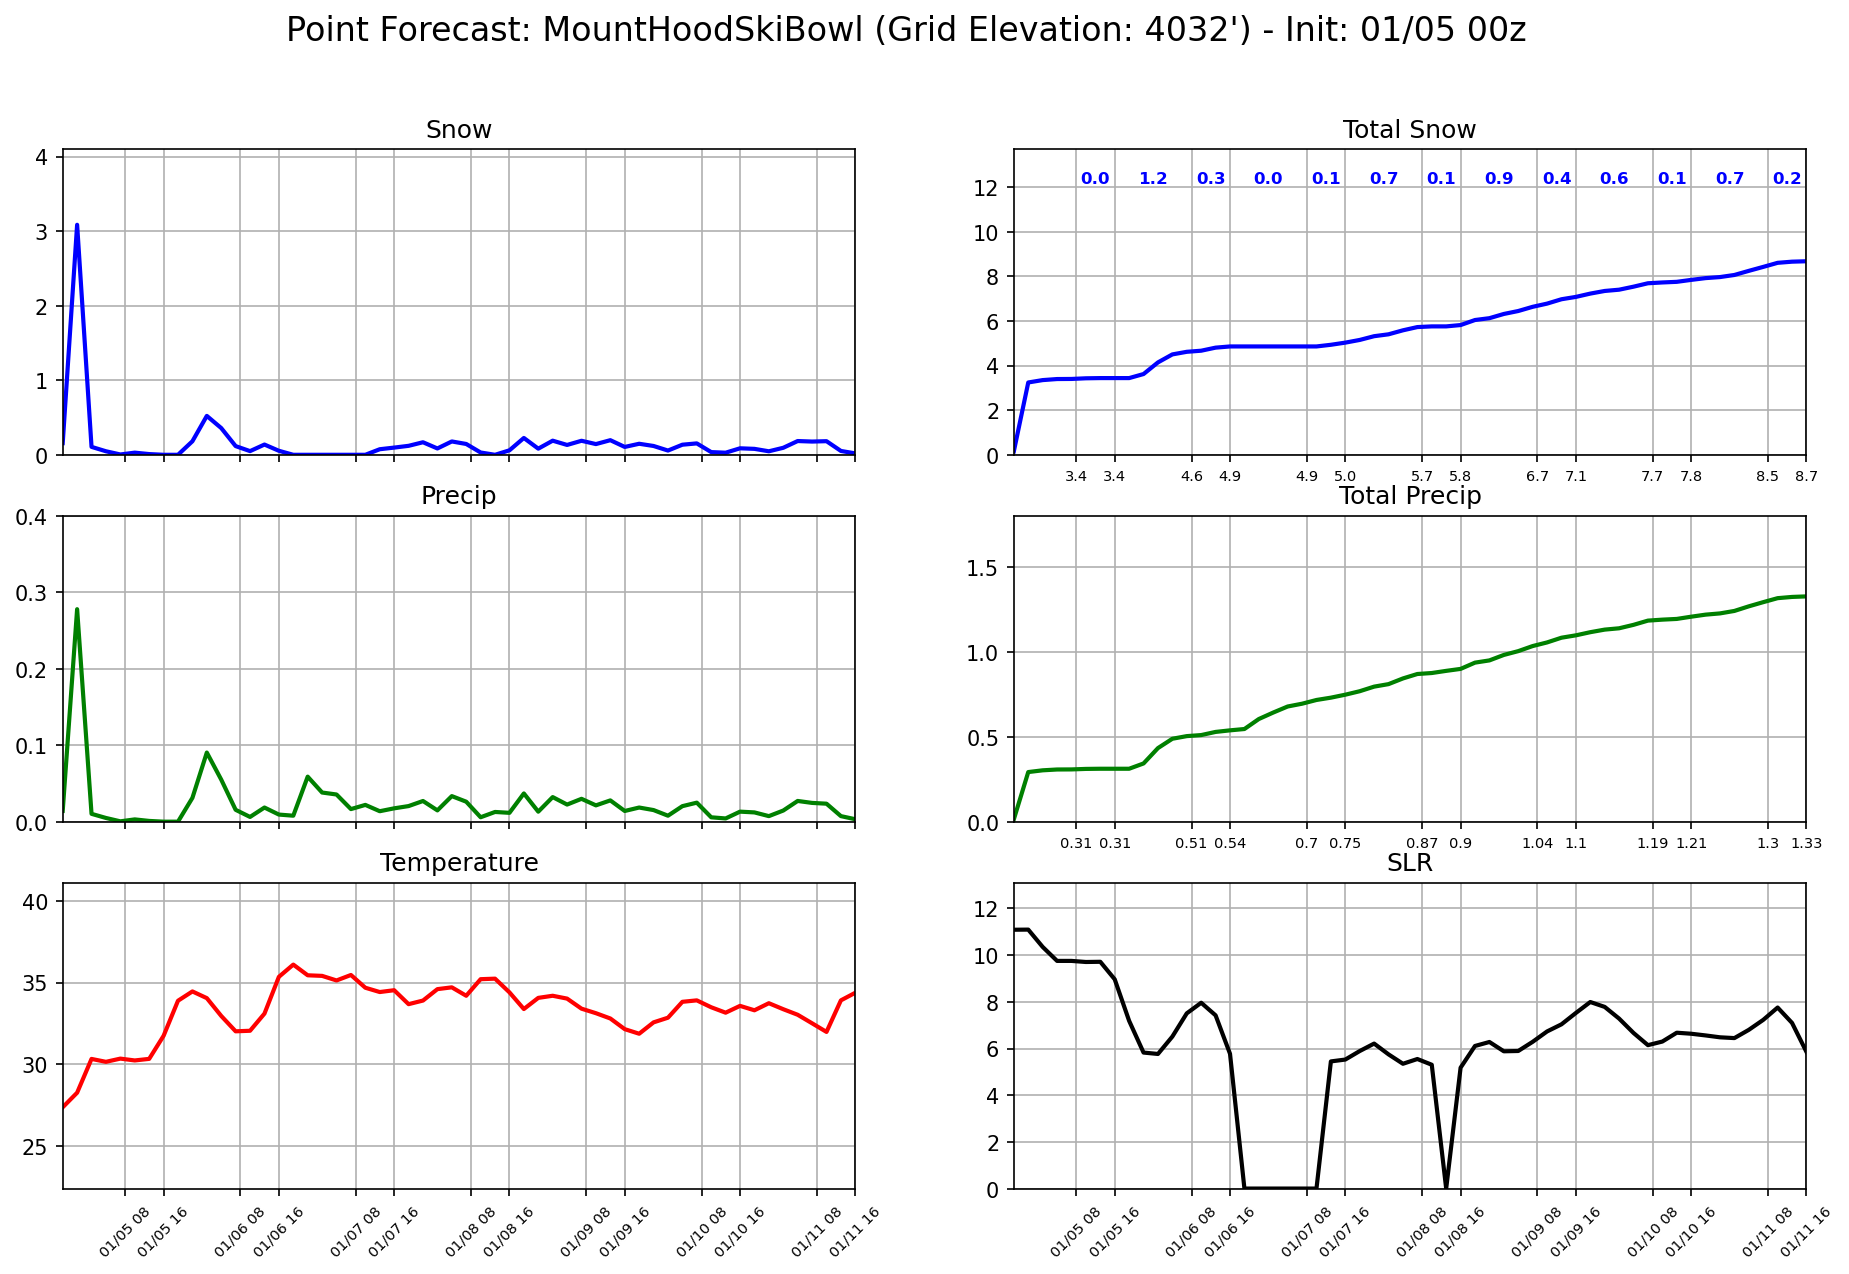 Point Forecast: MountHoodSkiBowl (Grid Elevation: 4032') - Init: 01/05 00z
Snow
4
3
2
1
0
Total Snow
0.0 1.2 0.3 0.0 0.1 0.7 0.1 0.9 0.4 0.6 0.1 0.7 0.2
12
10
8
6
4
2
0
3.4 3.4 4.6 4.9 4.9 5.0 5.7 5.8 6.7 7.1 7.7 7.8 8.5 8.7
Precip
0.4
0.3
0.2
0.1
0.0
Total Precip
1.5
1.0
0.5
0.0
0.31 0.31 0.51 0.54 0.7 0.75 0.87 0.9 1.04 1.1 1.19 1.21 1.3 1.33
Temperature
40
35
30
25
01/05 08 01/05 16 01/06 08 01/06 16 01/07 08 01/07 16 01/08 08 01/08 16 01/09 08 01/09 16 01/10 08 01/10 16 01/11 08 01/11 16
SLR
12
10
8
6
4
2
0
01/05 08 01/05 16 01/06 08 01/06 16 01/07 08 01/07 16 01/08 08 01/08 16 01/09 08 01/09 16 01/10 08 01/10 16 01/11 08 01/11 16